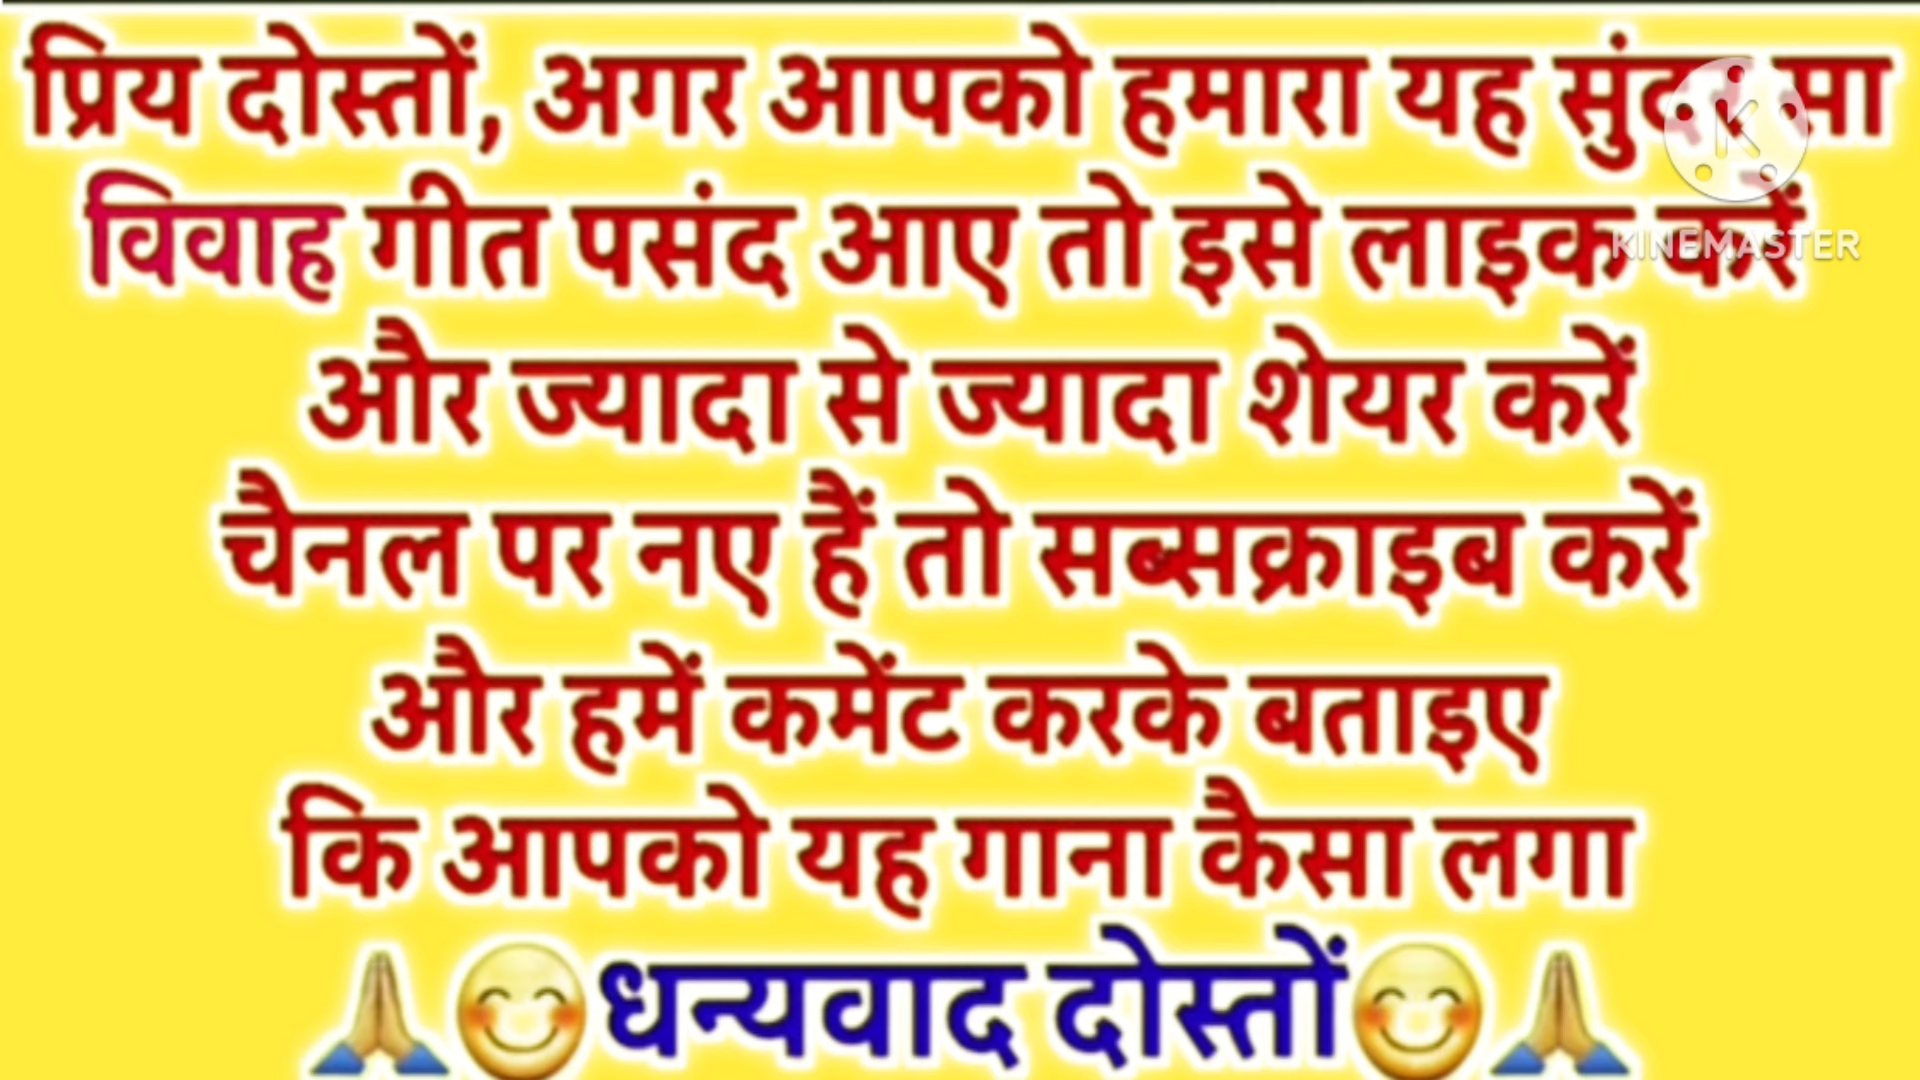 प्रिय दोस्तों, अगर आपको हमारा यह सुंदर सा
विवाह गीत पसंद आए तो इसे लाइक करें
KINEMASTER
और ज्यादा से ज्यादा शेयर करें
चैनल पर नए हैं तो सब्सक्राइब करें
और हमें कमेंट करके बताइए
कि आपको यह गाना कैसा लगा
🙏😊धन्यवाद दोस्तों😊🙏